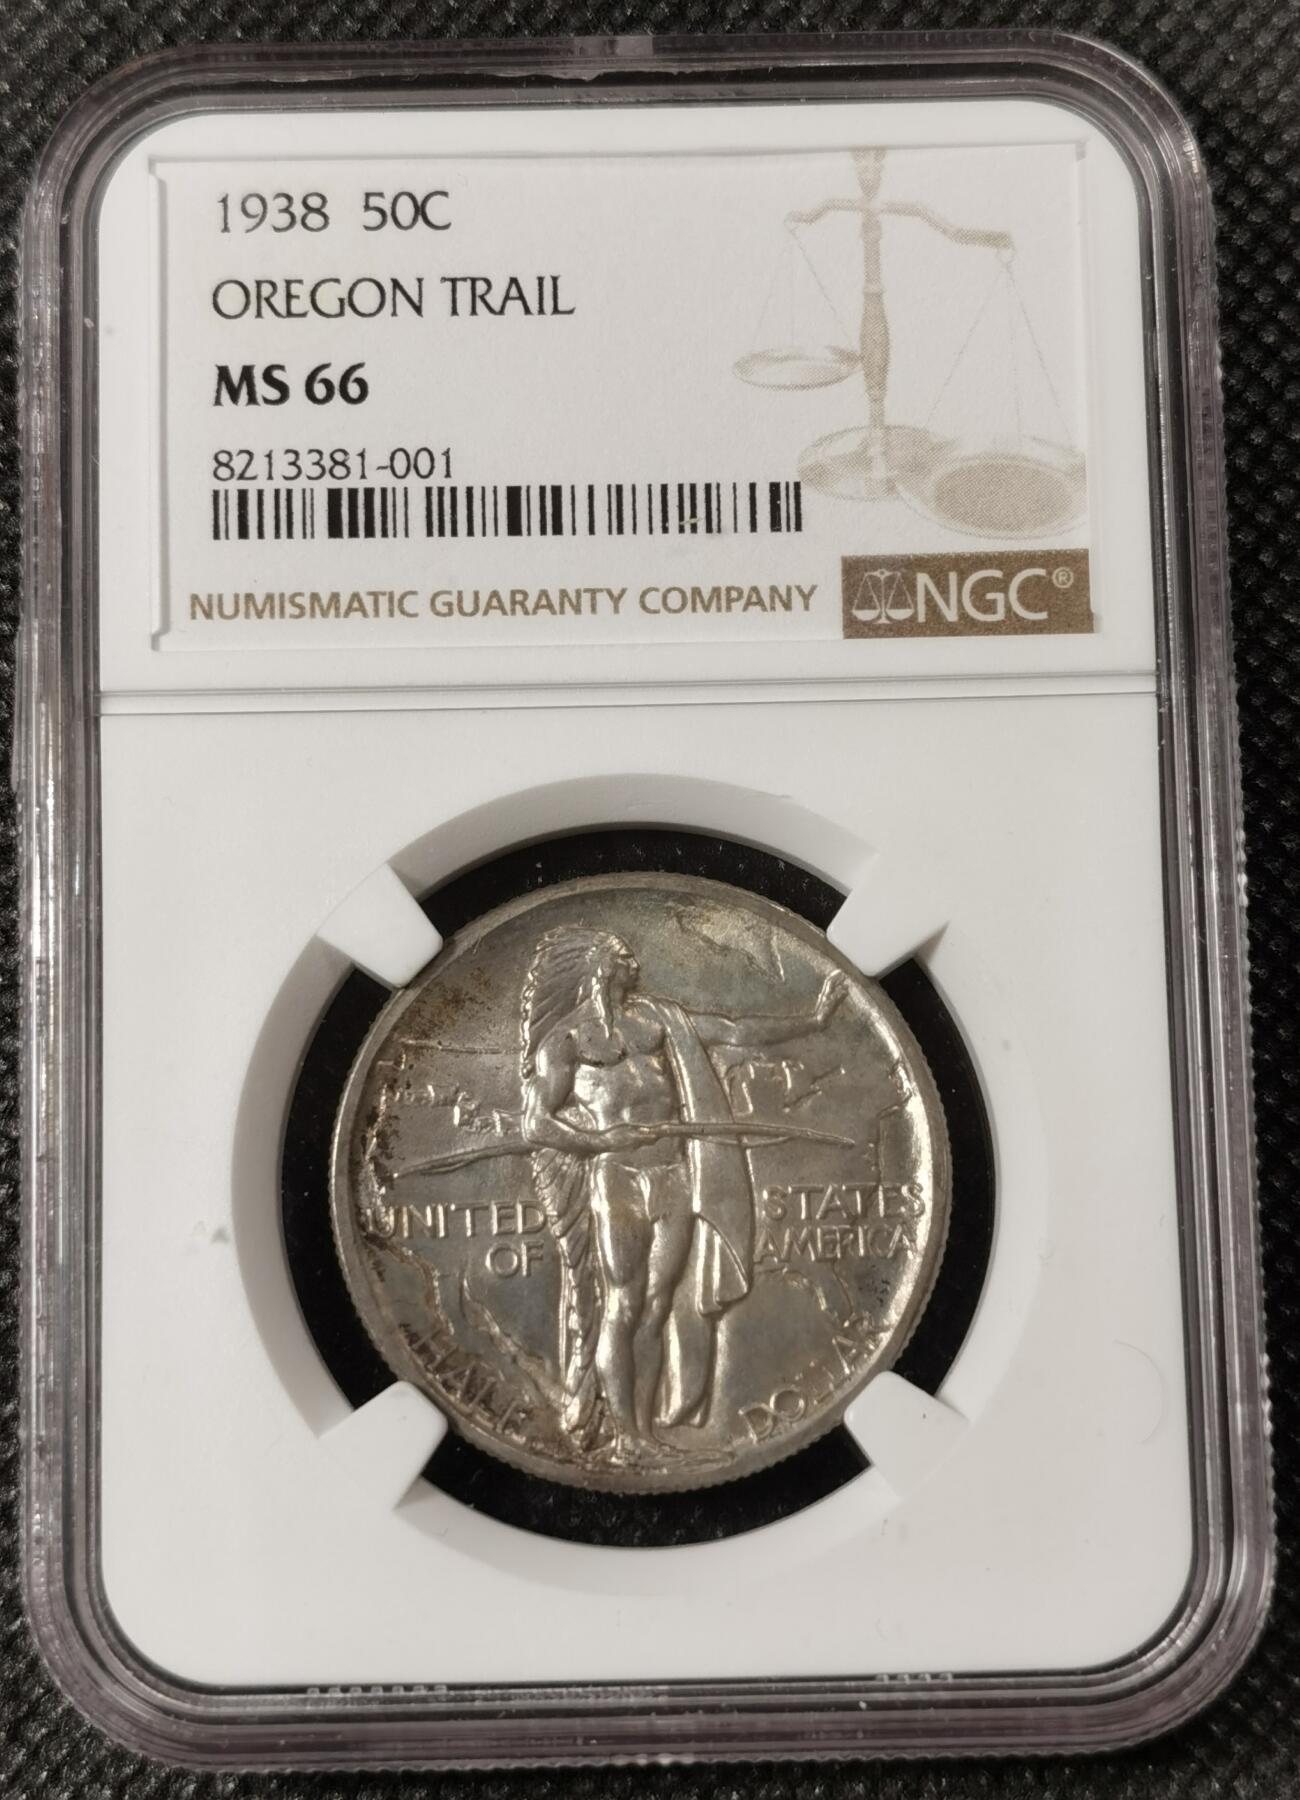 1938 50C
OREGON TRAIL
MS 66
8213381-001
NUMISMATIC GUARANTY COMPANY
NGC®
UNITED STATES
OF AMERICA
HALF DOLLAR